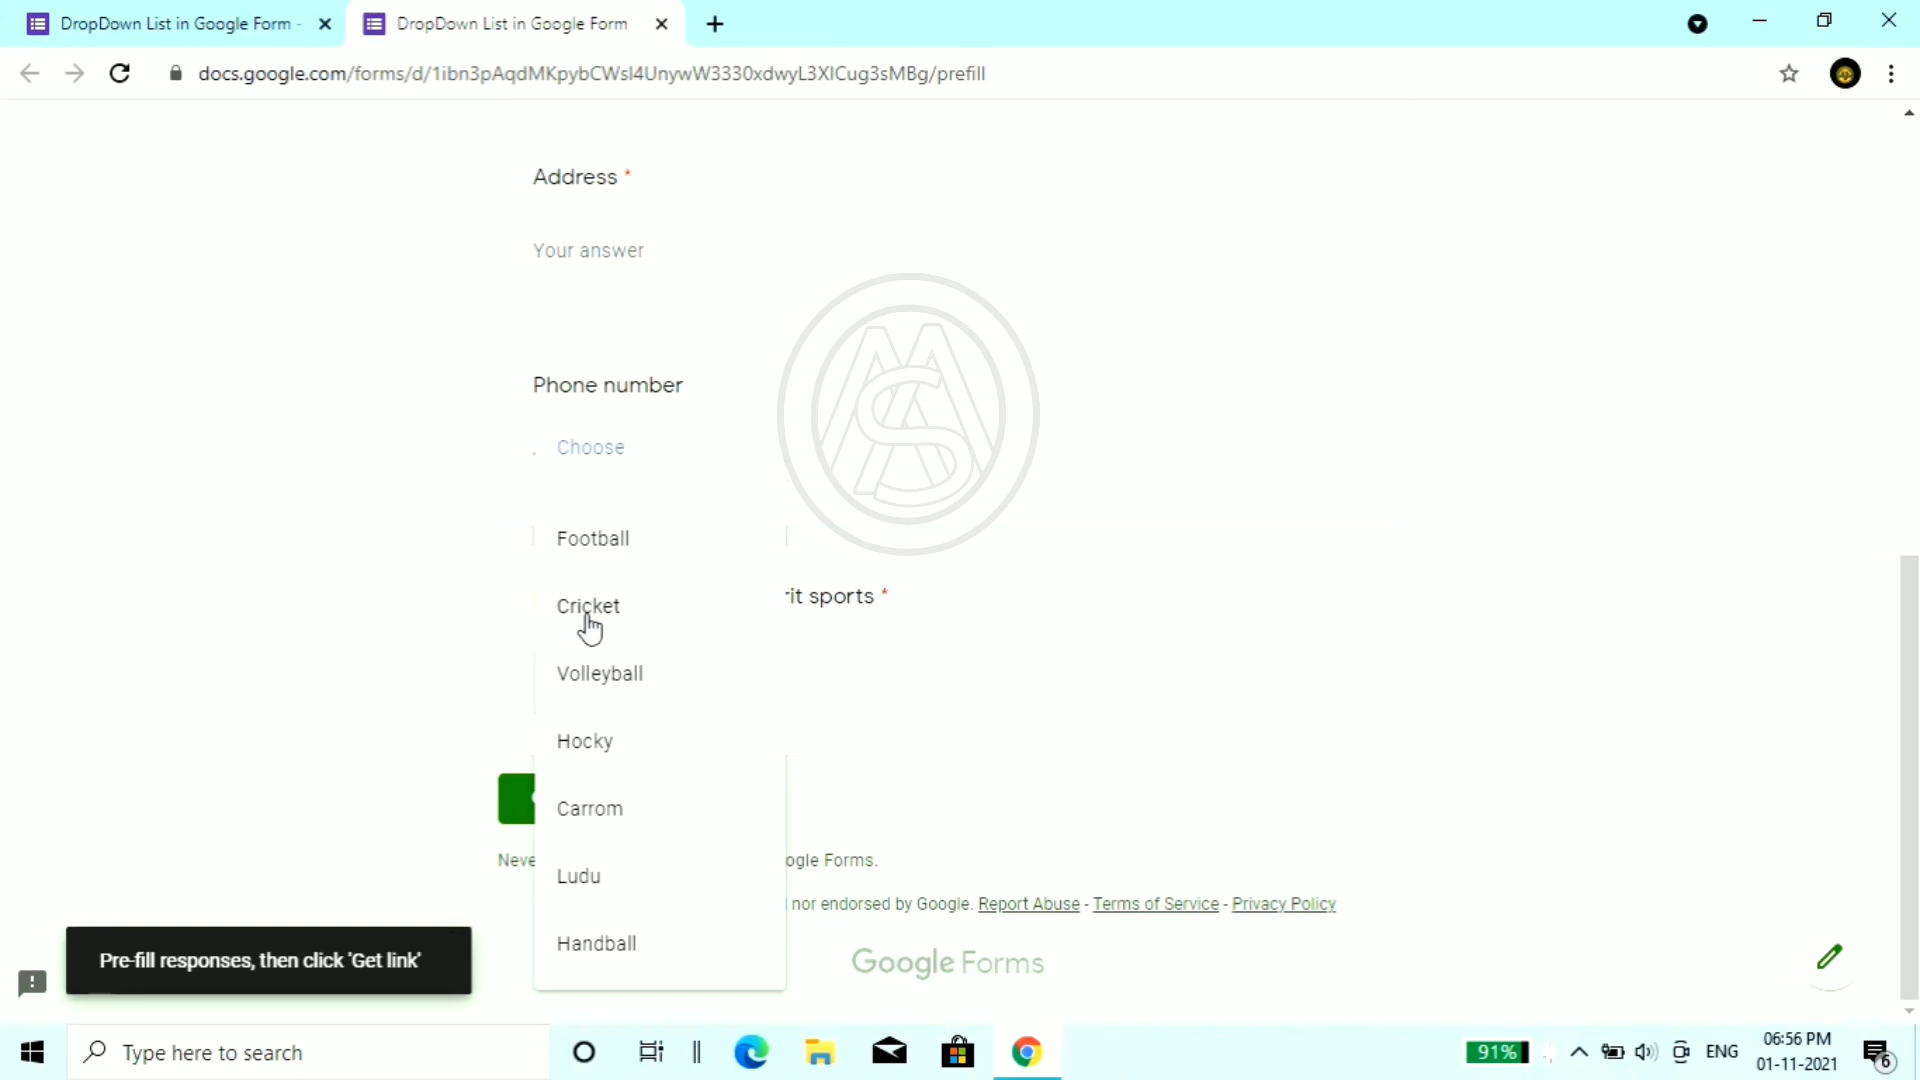 DropDown List in Google Form -
DropDown List in Google Form
docs.google.com/forms/d/1ibn3pAqdMKpybCWsI4UnywW3330xdwyL3XICug3sMBg/prefill
Address *
Your answer
Phone number
Choose
Football
rit sports *
Cricket
Volleyball
Hocky
Carrom
Neve
ogle Forms.
Ludu
nor endorsed by Google. Report Abuse - Terms of Service - Privacy Policy
Handball
Pre-fill responses, then click 'Get link'
Google Forms
Type here to search
91%
ENG
06:56 PM
01-11-2021
6